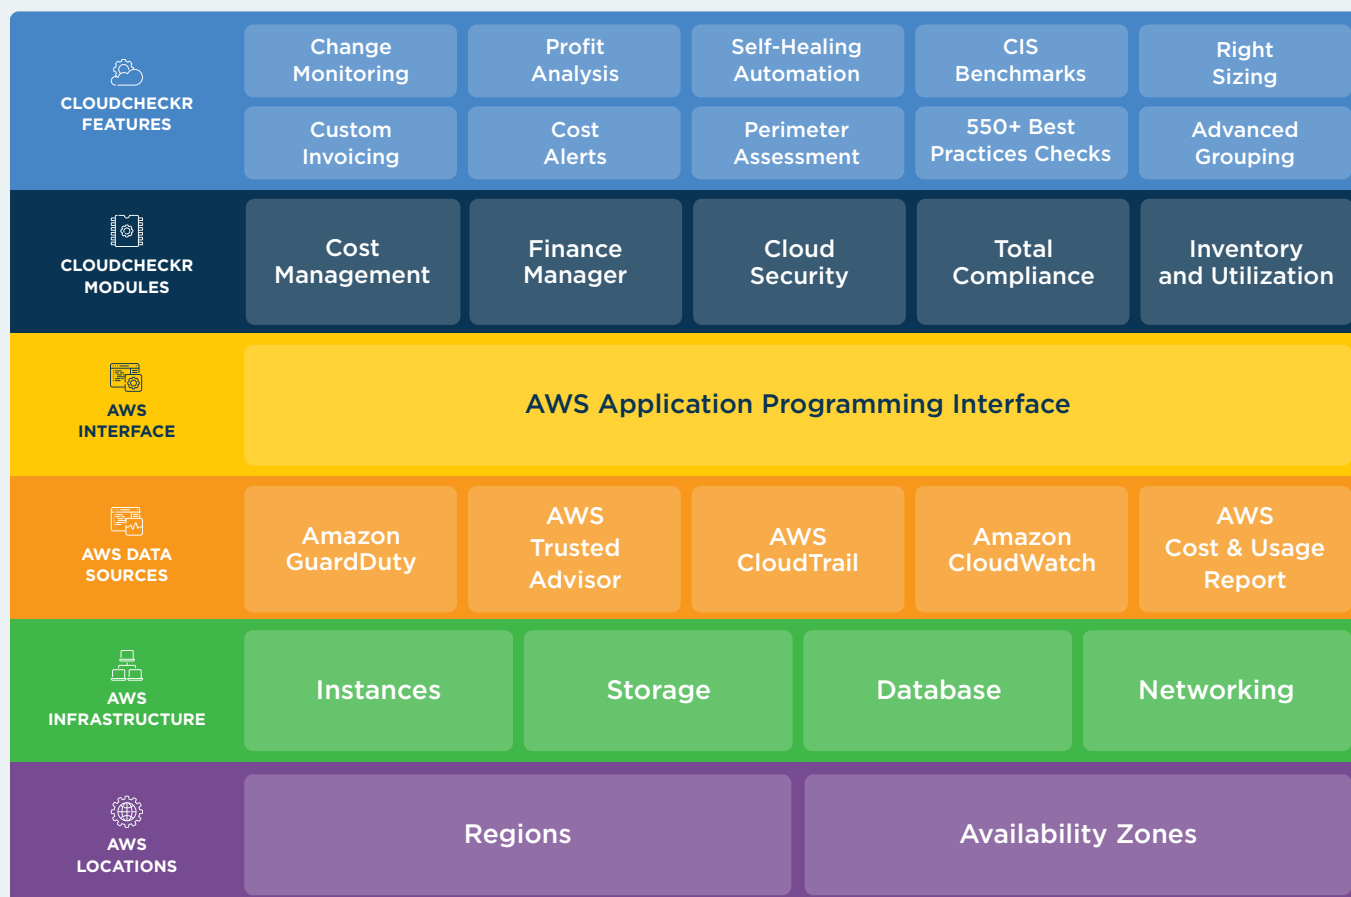 CLOUDCHECKR
FEATURES
Change
Monitoring
Profit
Analysis
Self-Healing
Automation
CIS
Benchmarks
Right
Sizing
Custom
Invoicing
Cost
Alerts
Perimeter
Assessment
550+ Best
Practices Checks
Advanced
Grouping
CLOUDCHECKR
MODULES
Cost
Management
Finance
Manager
Cloud
Security
Total
Compliance
Inventory
and Utilization
AWS
INTERFACE
AWS Application Programming Interface
AWS DATA
SOURCES
Amazon
GuardDuty
AWS
Trusted
Advisor
AWS
CloudTrail
Amazon
CloudWatch
AWS
Cost & Usage
Report
AWS
INFRASTRUCTURE
Instances
Storage
Database
Networking
AWS
LOCATIONS
Regions
Availability Zones